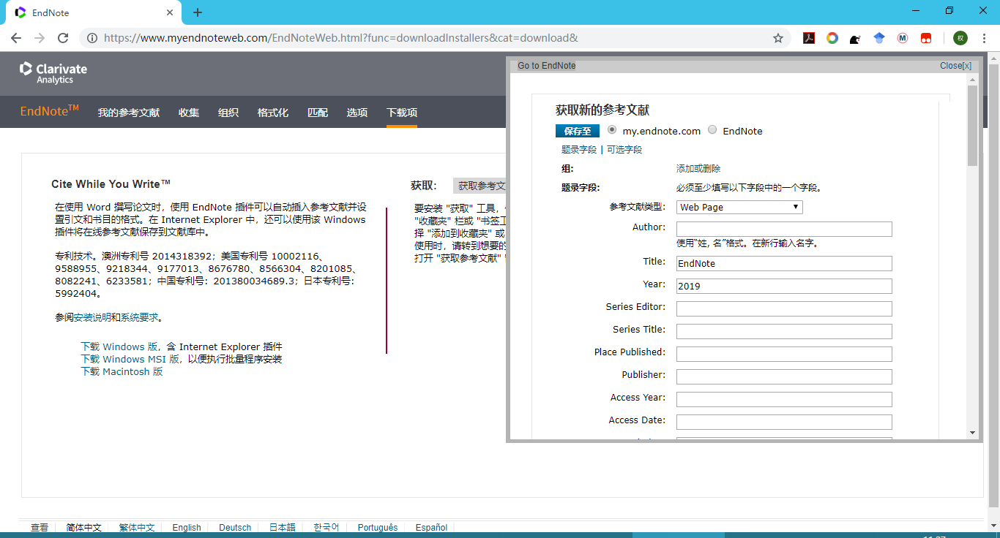 EndNote
https://www.myendnoteweb.com/EndNoteWeb.html?func=downloadInstallers&cat=download&
权
Clarivate
Analytics
EndNote™ 我的参考文献 收集 组织 格式化 匹配 选项 下载项
Cite While You Write™
在使用 Word 撰写论文时，使用 EndNote 插件可以自动插入参考文献并设
置引文和书目的格式。在 Internet Explorer 中，还可以使用该 Windows
插件将在线参考文献保存到文献库中。
专利技术。澳洲专利号 2014318392；美国专利号 10002116、
9588955、9218344、9177013、8676780、8566304、8201085、
8082241、6233581；中国专利号：201380034689.3；日本专利号：
5992404。
参阅安装说明和系统要求。
下载 Windows 版，含 Internet Explorer 插件
下载 Windows MSI 版，以便执行批量程序安装
下载 Macintosh 版
获取： 获取参考文
要安装 "获取" 工具，
"收藏夹" 栏或 "书签工
择 "添加到收藏夹" 或
使用时，请转到想要的
打开 "获取参考文献"
Go to EndNote Close[x]
获取新的参考文献
保存至 my.endnote.com EndNote
题录字段 | 可选字段
组: 添加或删除
题录字段: 必须至少填写以下字段中的一个字段。
参考文献类型: Web Page
Author:
使用“姓, 名”格式。在新行输入名字。
Title: EndNote
Year: 2019
Series Editor:
Series Title:
Place Published:
Publisher:
Access Year:
Access Date:
查看 简体中文 繁体中文 English Deutsch 日本語 한국어 Português Español